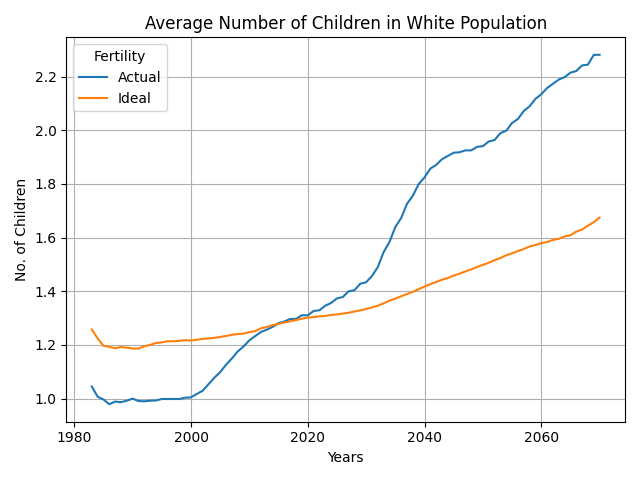 Average Number of Children in White Population
Fertility
Actual
Ideal
2.2
2.0
1.8
1.6
1.4
1.2
1.0
No. of Children
1980
2000
2020
2040
2060
Years